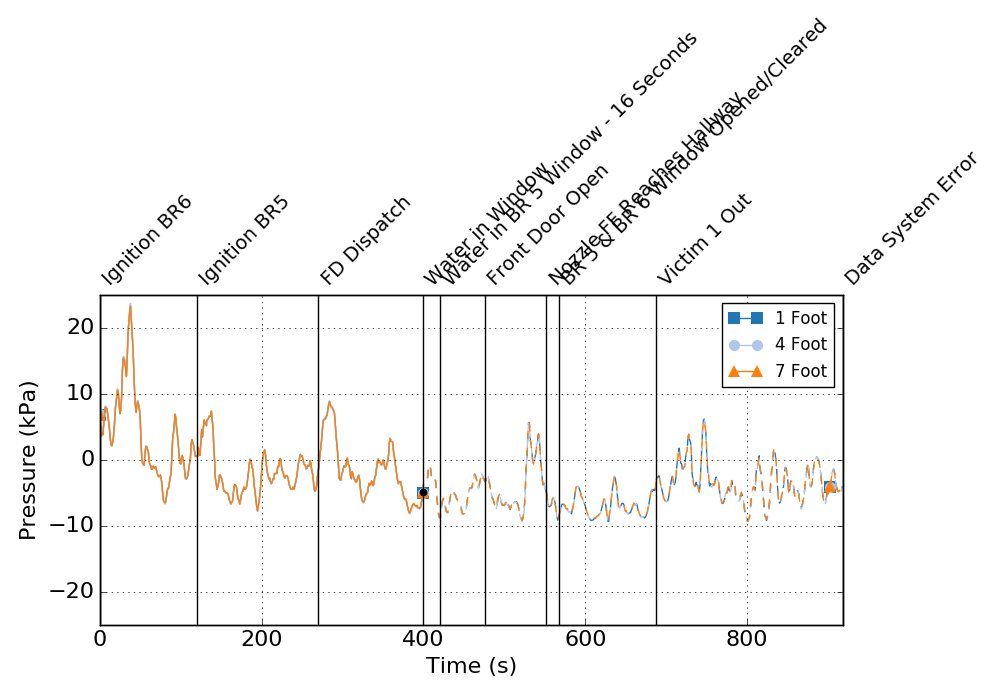 Ignition BR6
Ignition BR5
FD Dispatch
Water in Window
Water in BR 5 Window - 16 Seconds
Front Door Open
Nozzle FF Reaches Hallway
BR 5 & BR 6 Window Opened/Cleared
Victim 1 Out
Data System Error
1 Foot
4 Foot
7 Foot
Pressure (kPa)
20
10
0
−10
−20
0
200
400
600
800
Time (s)